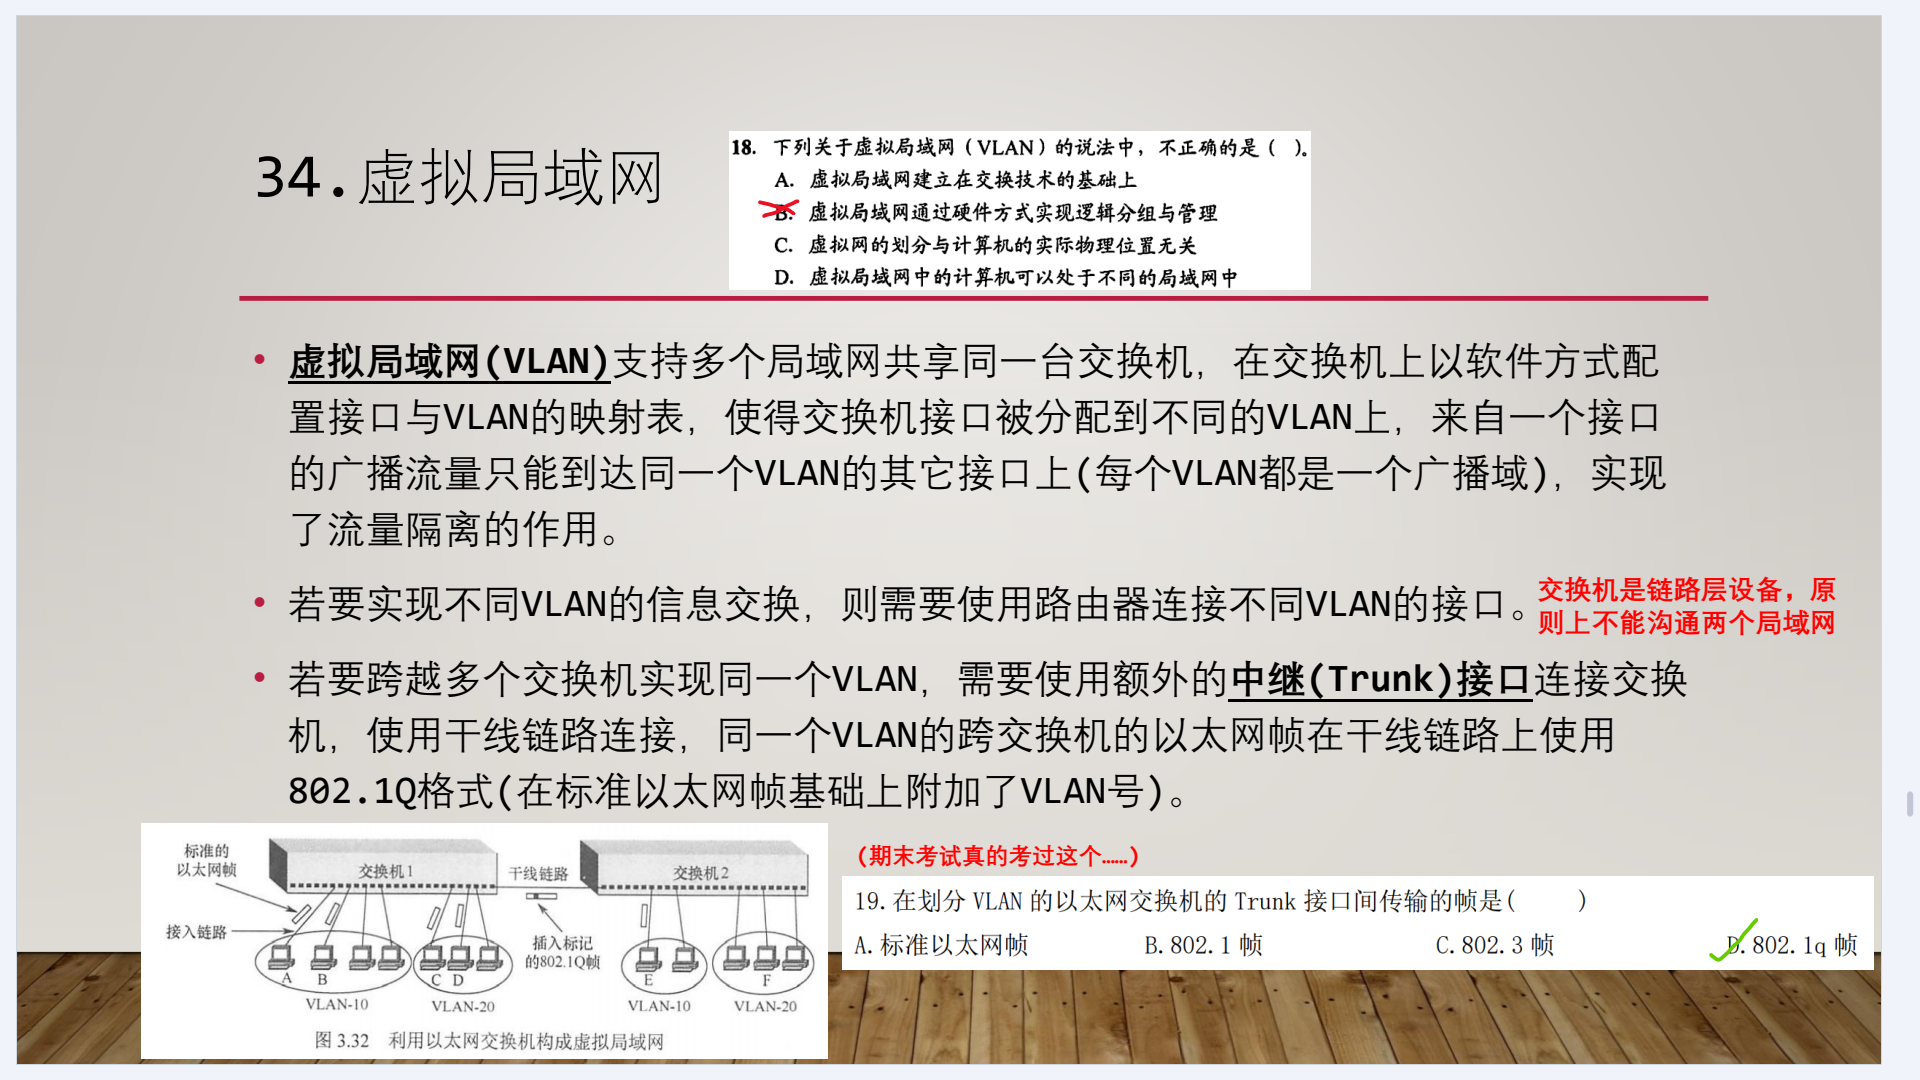 34.虚拟局域网
18. 下列关于虚拟局域网（VLAN）的说法中，不正确的是（ ）。
A. 虚拟局域网建立在交换技术的基础上
B. 虚拟局域网通过硬件方式实现逻辑分组与管理
C. 虚拟网的划分与计算机的实际物理位置无关
D. 虚拟局域网中的计算机可以处于不同的局域网中
• 虚拟局域网(VLAN)支持多个局域网共享同一台交换机，在交换机上以软件方式配
置接口与VLAN的映射表，使得交换机接口被分配到不同的VLAN上，来自一个接口
的广播流量只能到达同一个VLAN的其它接口上(每个VLAN都是一个广播域)，实现
了流量隔离的作用。
• 若要实现不同VLAN的信息交换，则需要使用路由器连接不同VLAN的接口。
交换机是链路层设备，原
则上不能沟通两个局域网
• 若要跨越多个交换机实现同一个VLAN，需要使用额外的中继(Trunk)接口连接交换
机，使用干线链路连接，同一个VLAN的跨交换机的以太网帧在干线链路上使用
802.1Q格式(在标准以太网帧基础上附加了VLAN号)。
标准的
以太网帧
交换机1
干线链路
交换机2
接入链路
插入标记
的802.1Q帧
A B C D E F
VLAN-10 VLAN-20 VLAN-10 VLAN-20
图 3.32 利用以太网交换机构成虚拟局域网
(期末考试真的考过这个……)
19.在划分 VLAN 的以太网交换机的 Trunk 接口间传输的帧是( )
A.标准以太网帧 B.802.1 帧 C.802.3 帧 D.802.1q 帧